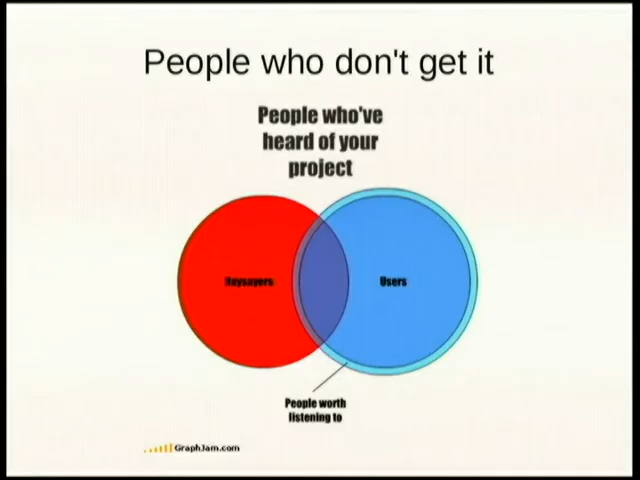 People who don't get it
People who've
heard of your
project
Naysayers
Users
People worth
listening to
GraphJam.com